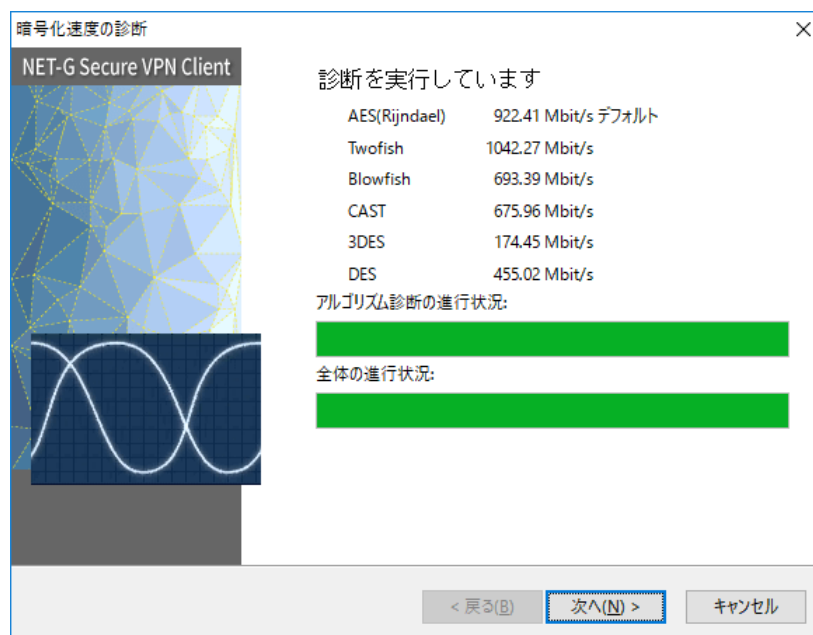 暗号化速度の診断
NET-G Secure VPN Client
診断を実行しています
AES(Rijndael) 922.41 Mbit/s デフォルト
Twofish 1042.27 Mbit/s
Blowfish 693.39 Mbit/s
CAST 675.96 Mbit/s
3DES 174.45 Mbit/s
DES 455.02 Mbit/s
アルゴリズム診断の進行状況:
全体の進行状況:
< 戻る(B) 次へ(N) > キャンセル